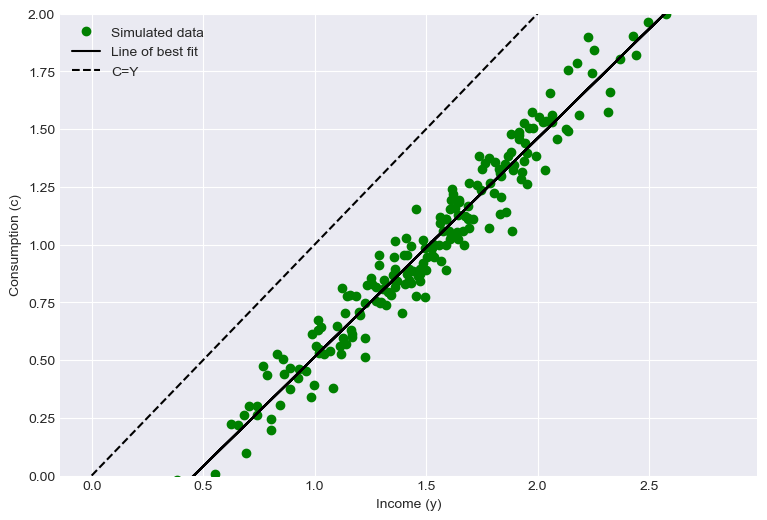 Simulated data
Line of best fit
C=Y
2.00
1.75
1.50
1.25
1.00
0.75
0.50
0.25
0.00
Consumption (c)
0.0 0.5 1.0 1.5 2.0 2.5
Income (y)